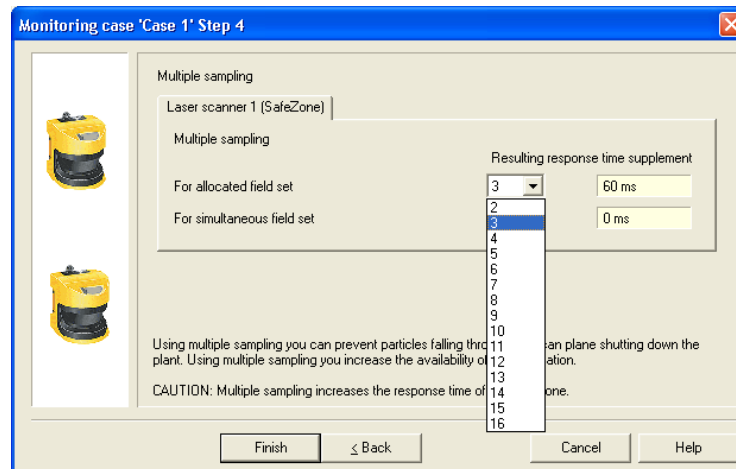 Monitoring case 'Case 1' Step 4
Multiple sampling
Laser scanner 1 (SafeZone)
Multiple sampling
Resulting response time supplement
For allocated field set 3 60 ms
2
For simultaneous field set 3 0 ms
4
5
6
7
8
9
10
Using multiple sampling you can prevent particles falling 11 can plane shutting down the
plant. Using multiple sampling you increase the availability 12
13
CAUTION: Multiple sampling increases the response time of 14
15
16
Finish < Back Cancel Help